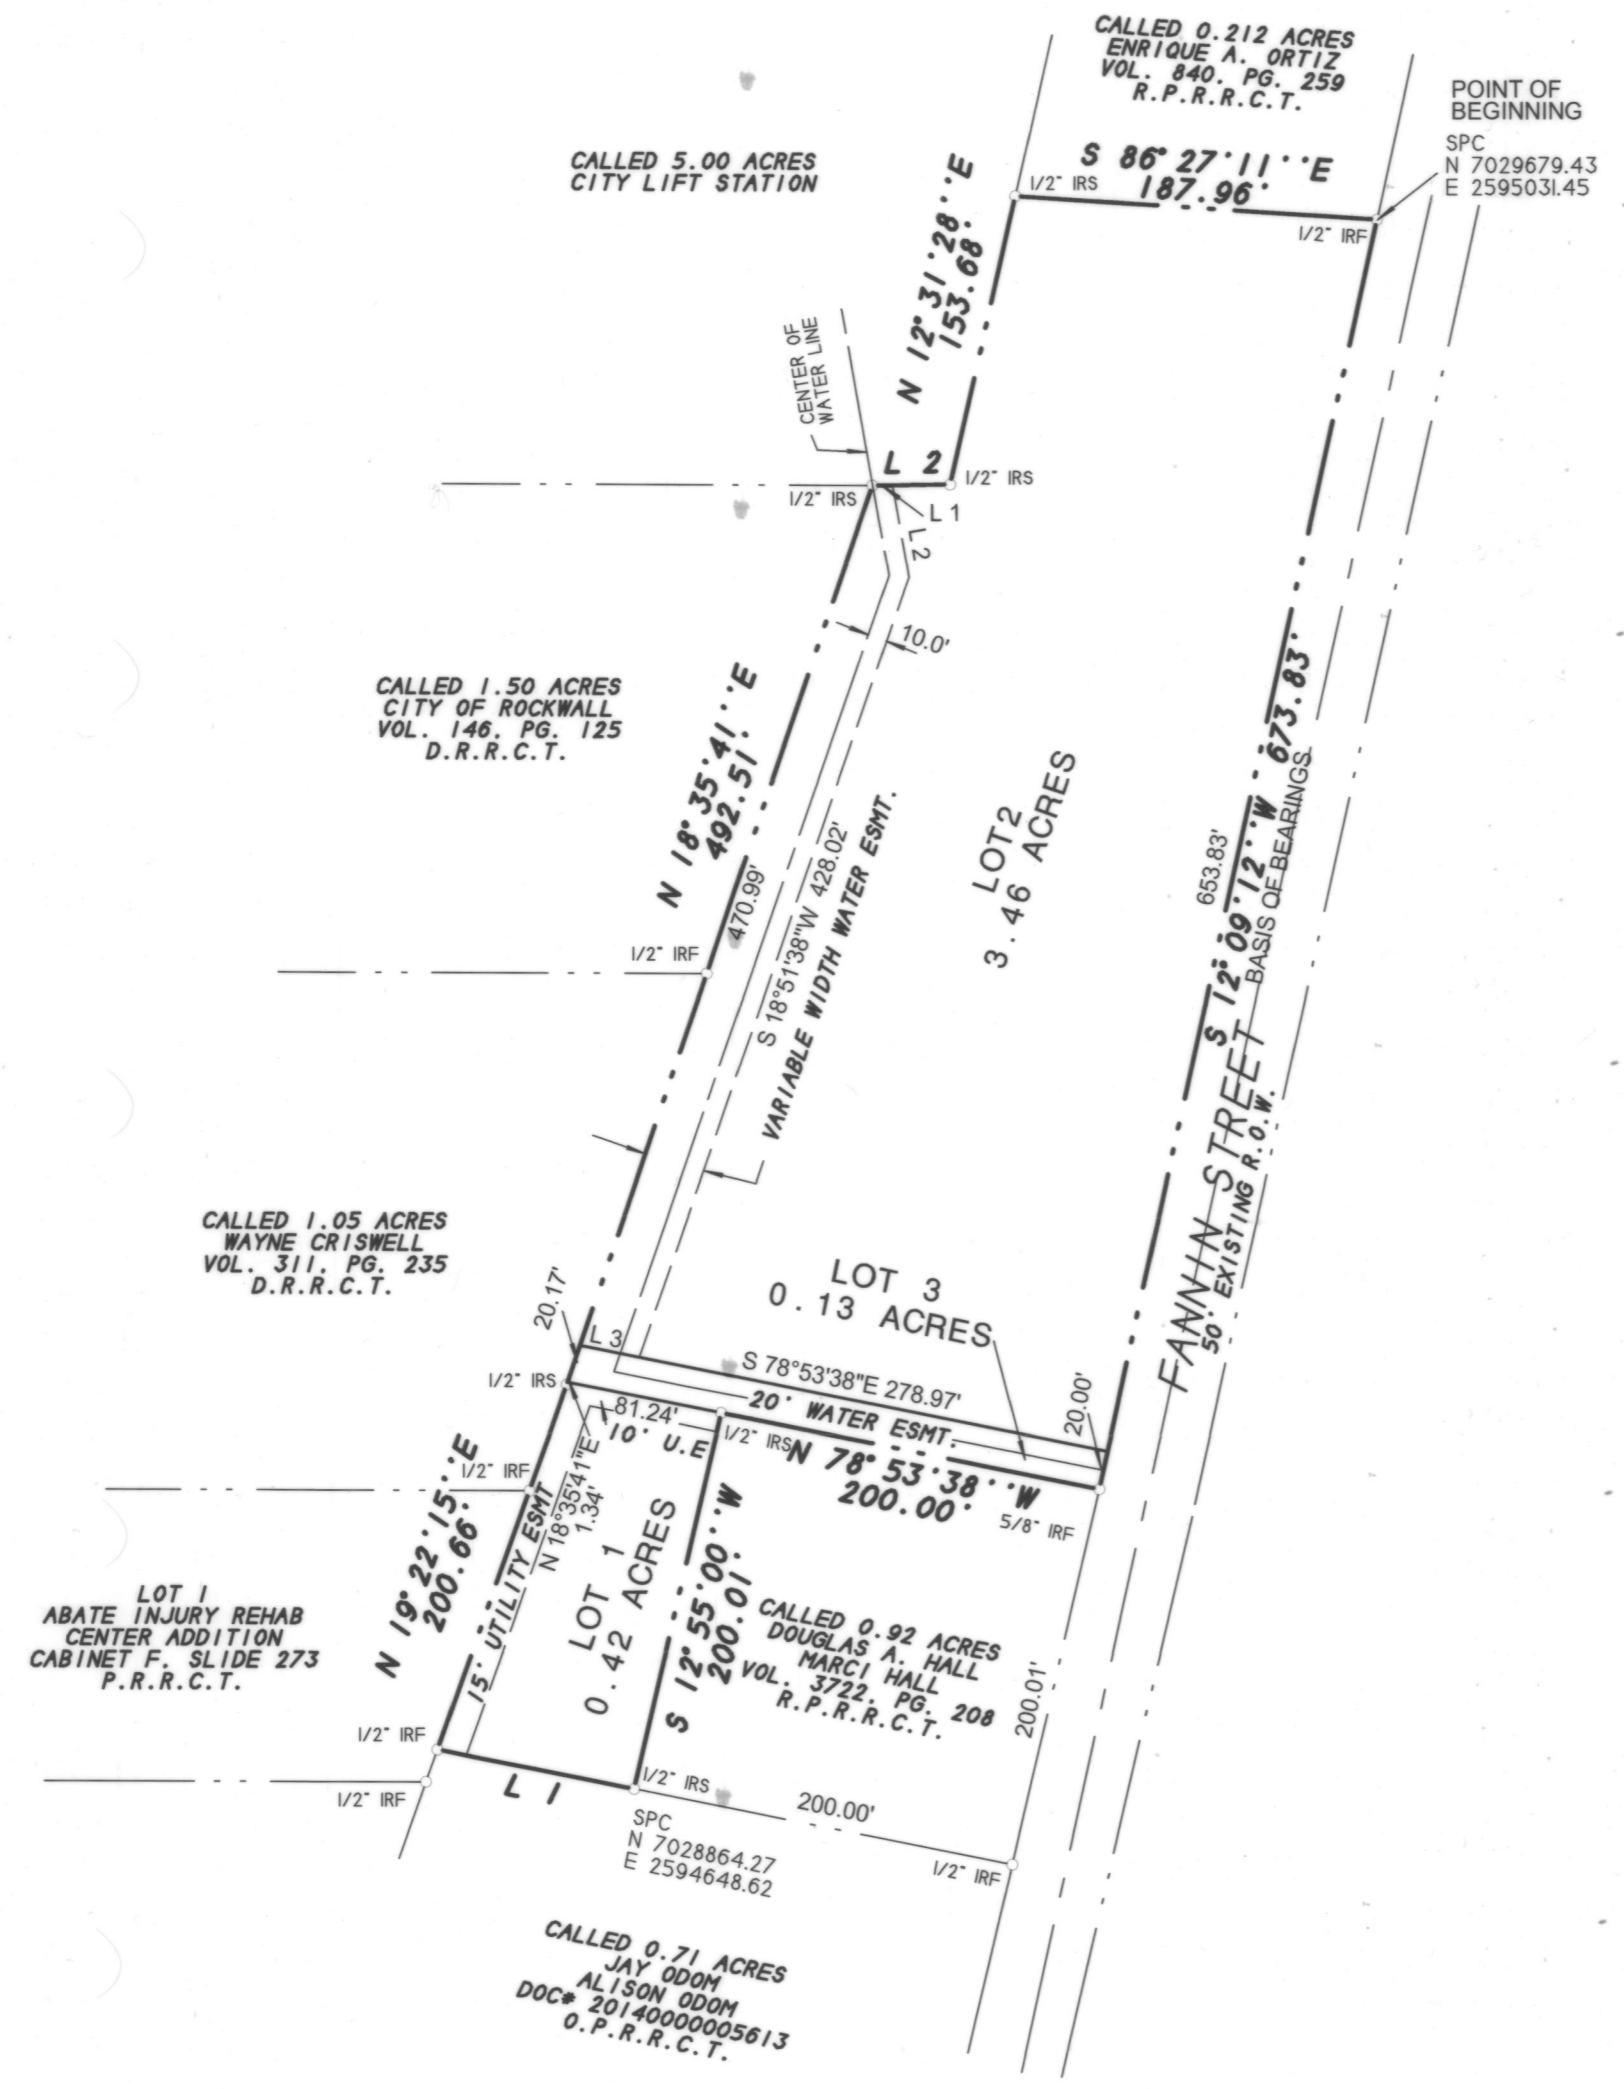 CALLED 0.212 ACRES
ENRIQUE A. ORTIZ
VOL. 840, PG. 259
R.P.R.R.C.T.
POINT OF
BEGINNING
SPC
N 7029679.43
E 2595031.45
CALLED 5.00 ACRES
CITY LIFT STATION
S 86° 27'11''E
187.96'
1/2" IRS
1/2" IRF
N 12° 31'28''E
153.68'
CENTER OF
WATER LINE
L 2
1/2" IRS
1/2" IRS
L 1
L 2
10.0'
CALLED 1.50 ACRES
CITY OF ROCKWALL
VOL. 146, PG. 125
D.R.R.C.T.
N 18° 35'41''E
492.51'
470.99'
S 18°51'38"W 428.02'
VARIABLE WIDTH WATER ESMT.
LOT 2
3.46 ACRES
653.83'
S 12° 09'12''W 673.83'
BASIS OF BEARINGS
1/2" IRF
FANNIN STREET
50' EXISTING R.O.W.
CALLED 1.05 ACRES
WAYNE CRISWELL
VOL. 311, PG. 235
D.R.R.C.T.
20.17'
L 3
LOT 3
0.13 ACRES
S 78°53'38"E 278.97'
20.00'
1/2" IRS
81.24'
20' WATER ESMT.
10' U.E
1/2" IRS
N 78° 53'38''W
200.00'
5/8" IRF
1/2" IRF
N 19° 22'15''E
200.66'
15' UTILITY ESMT
N 18°35'41"E
1.34'
LOT 1
0.42 ACRES
S 12° 55'00''W
200.01'
CALLED 0.92 ACRES
DOUGLAS A. HALL
MARCI HALL
VOL. 3722, PG. 208
R.P.R.R.C.T.
200.01'
LOT 1
ABATE INJURY REHAB
CENTER ADDITION
CABINET F, SLIDE 273
P.R.R.C.T.
1/2" IRF
1/2" IRF
L 1
1/2" IRS
200.00'
1/2" IRF
SPC
N 7028864.27
E 2594648.62
CALLED 0.71 ACRES
JAY ODOM
ALISON ODOM
DOC# 20140000005613
O.P.R.R.C.T.